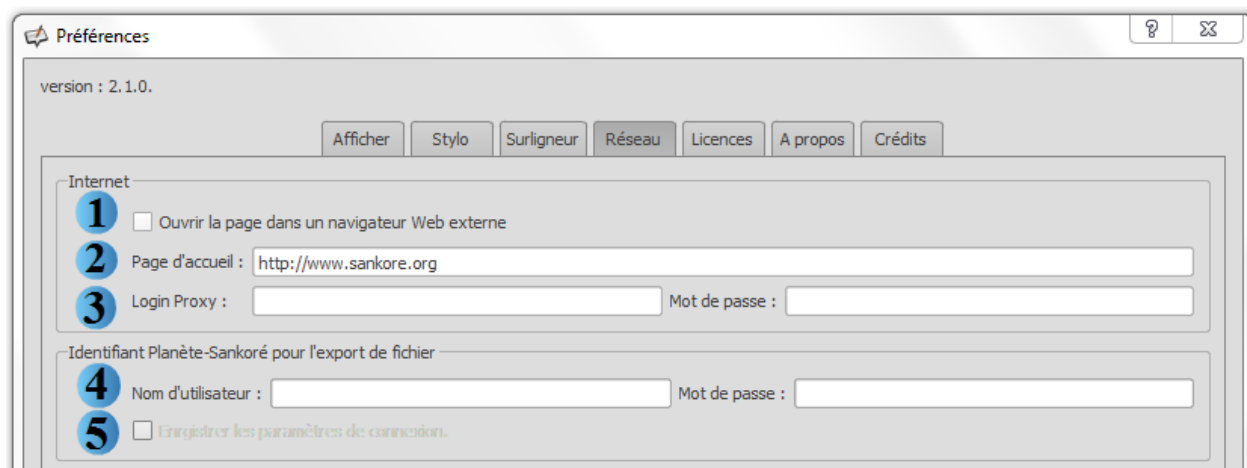 Préférences
version : 2.1.0.
Afficher Stylo Surligneur Réseau Licences A propos Crédits
Internet
1 Ouvrir la page dans un navigateur Web externe
2 Page d'accueil : http://www.sankore.org
3 Login Proxy : Mot de passe :
Identifiant Planète-Sankoré pour l'export de fichier
4 Nom d'utilisateur : Mot de passe :
5 Enrgistrer les paramètres de connexion.